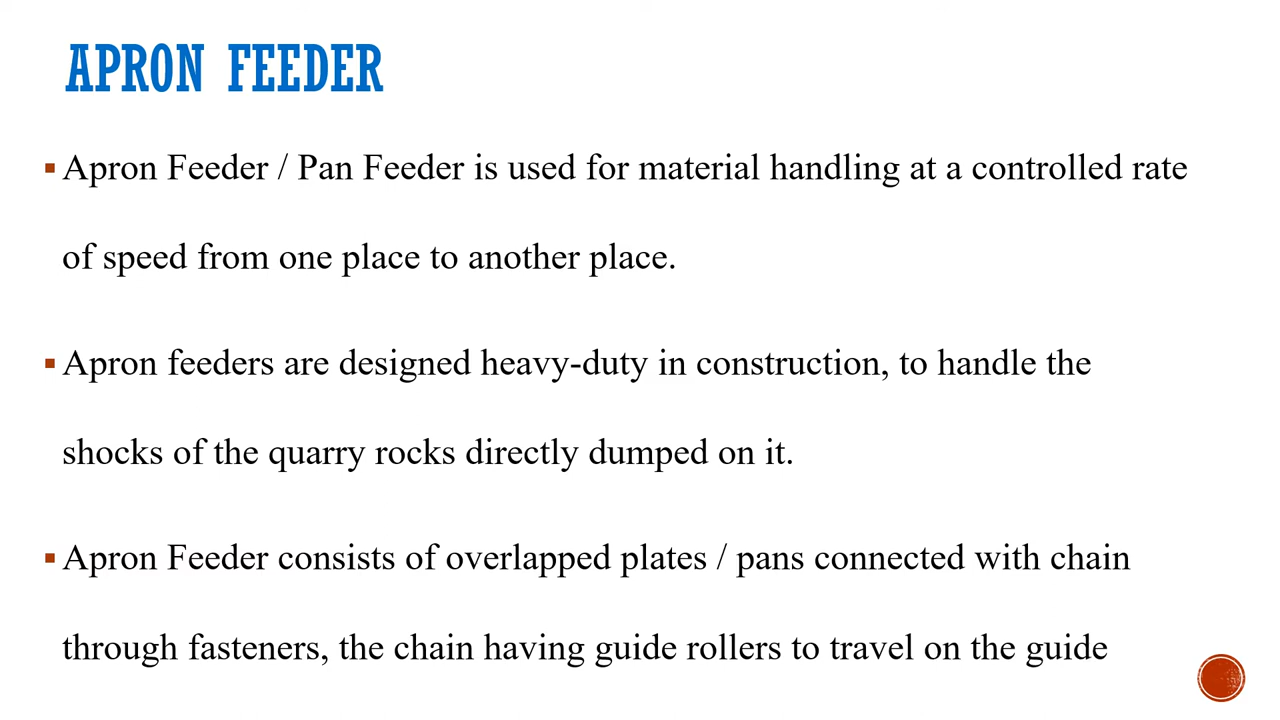 APRON FEEDER
Apron Feeder / Pan Feeder is used for material handling at a controlled rate
of speed from one place to another place.
Apron feeders are designed heavy-duty in construction, to handle the
shocks of the quarry rocks directly dumped on it.
Apron Feeder consists of overlapped plates / pans connected with chain
through fasteners, the chain having guide rollers to travel on the guide